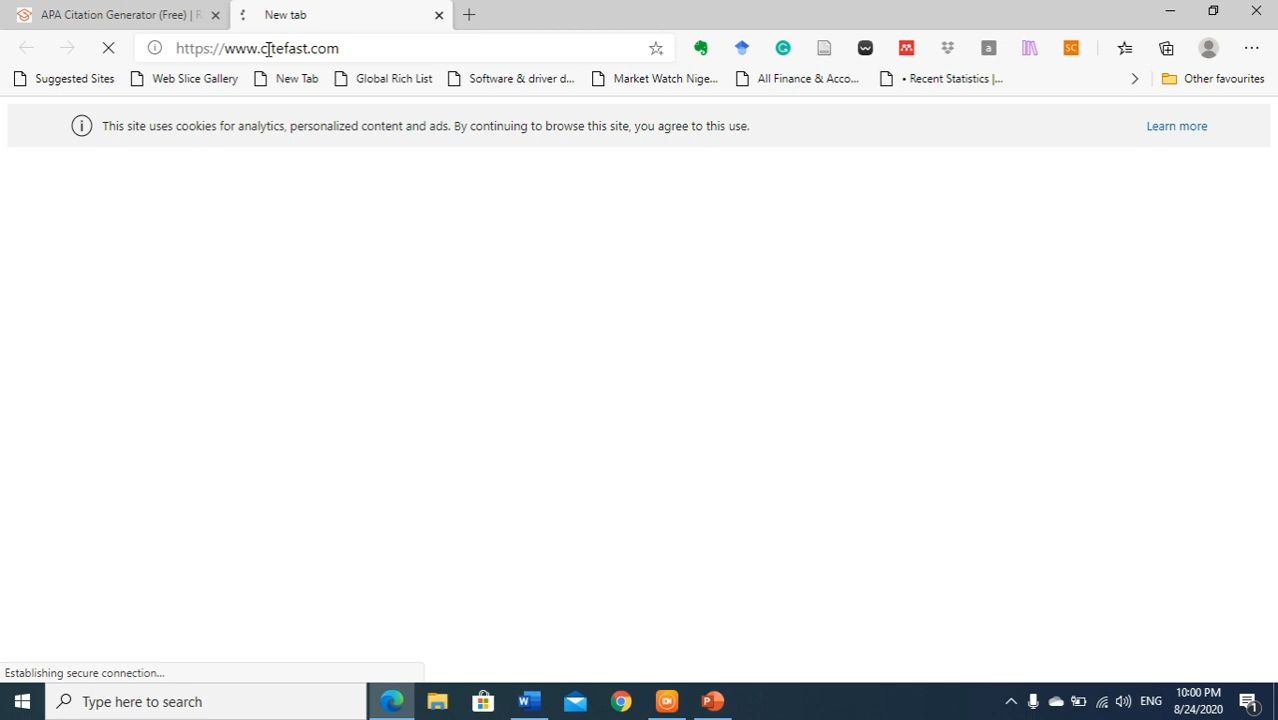 APA Citation Generator (Free) | R
New tab
https://www.citefast.com
Suggested Sites
Web Slice Gallery
New Tab
Global Rich List
Software & driver d...
Market Watch Nige...
All Finance & Acco...
• Recent Statistics |...
Other favourites
This site uses cookies for analytics, personalized content and ads. By continuing to browse this site, you agree to this use.
Learn more
Establishing secure connection...
Type here to search
ENG
10:00 PM
8/24/2020